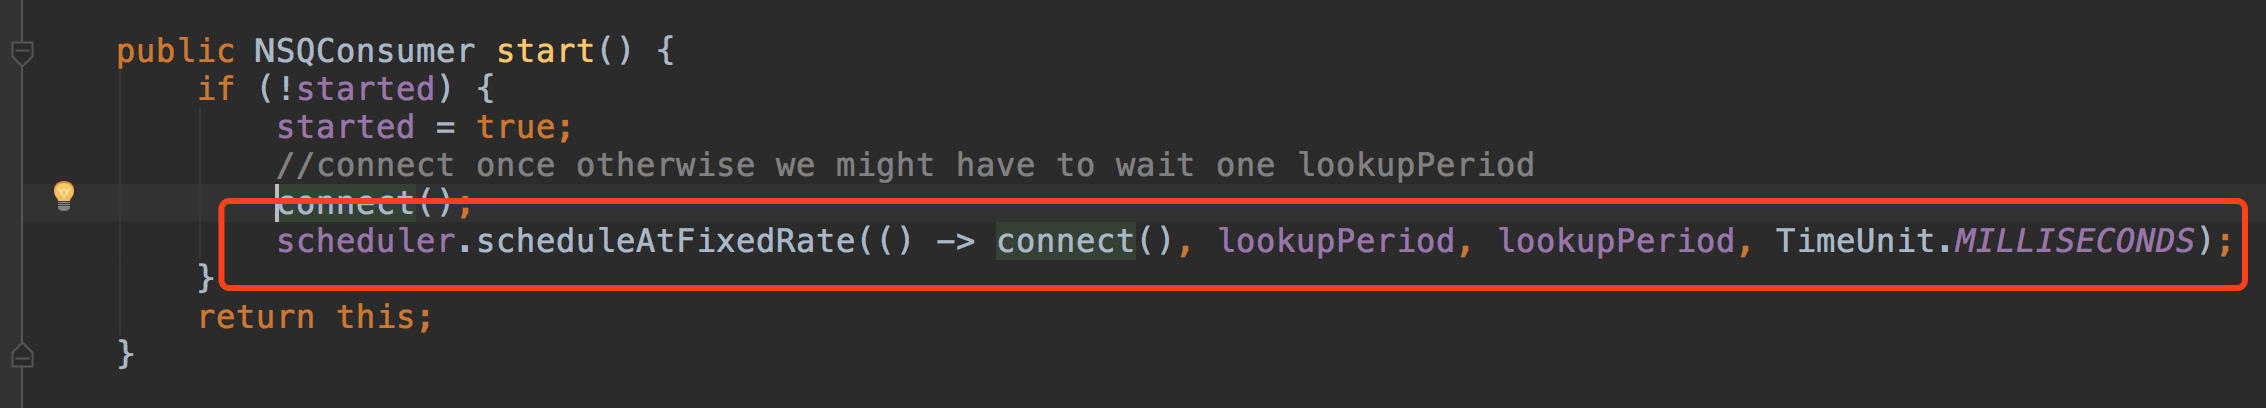 public NSQConsumer start() {
if (!started) {
started = true;
//connect once otherwise we might have to wait one lookupPeriod
connect();
scheduler.scheduleAtFixedRate(() -> connect(), lookupPeriod, lookupPeriod, TimeUnit.MILLISECONDS);
}
return this;
}